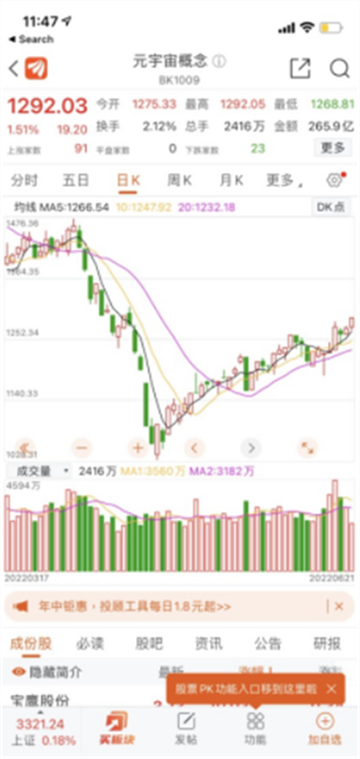 11:47
Search
元宇宙概念
BK1009
1292.03 今开 1275.33 最高 1292.05 最低 1268.81
1.51% 19.20 换手 2.12% 总手 2416万 金额 265.9亿
上涨家数 91 平盘家数 0 下跌家数 23 更多
分时 五日 日K 周K 月K 更多
均线 MA5:1266.54 10:1247.92 20:1232.18 DK点
1476.36
1364.35
1252.34
1140.33
1028.31
成交量 2416万 MA1:3560万 MA2:3182万
4594万
20220317 20220621
年中钜惠，投顾工具每日1.8元起>>
成份股 必读 股吧 资讯 公告 研报
隐藏简介 最新
股票PK功能入口移到这里啦
宝鹰股份
3321.24
上证 0.18% 买板块 发帖 功能 加自选